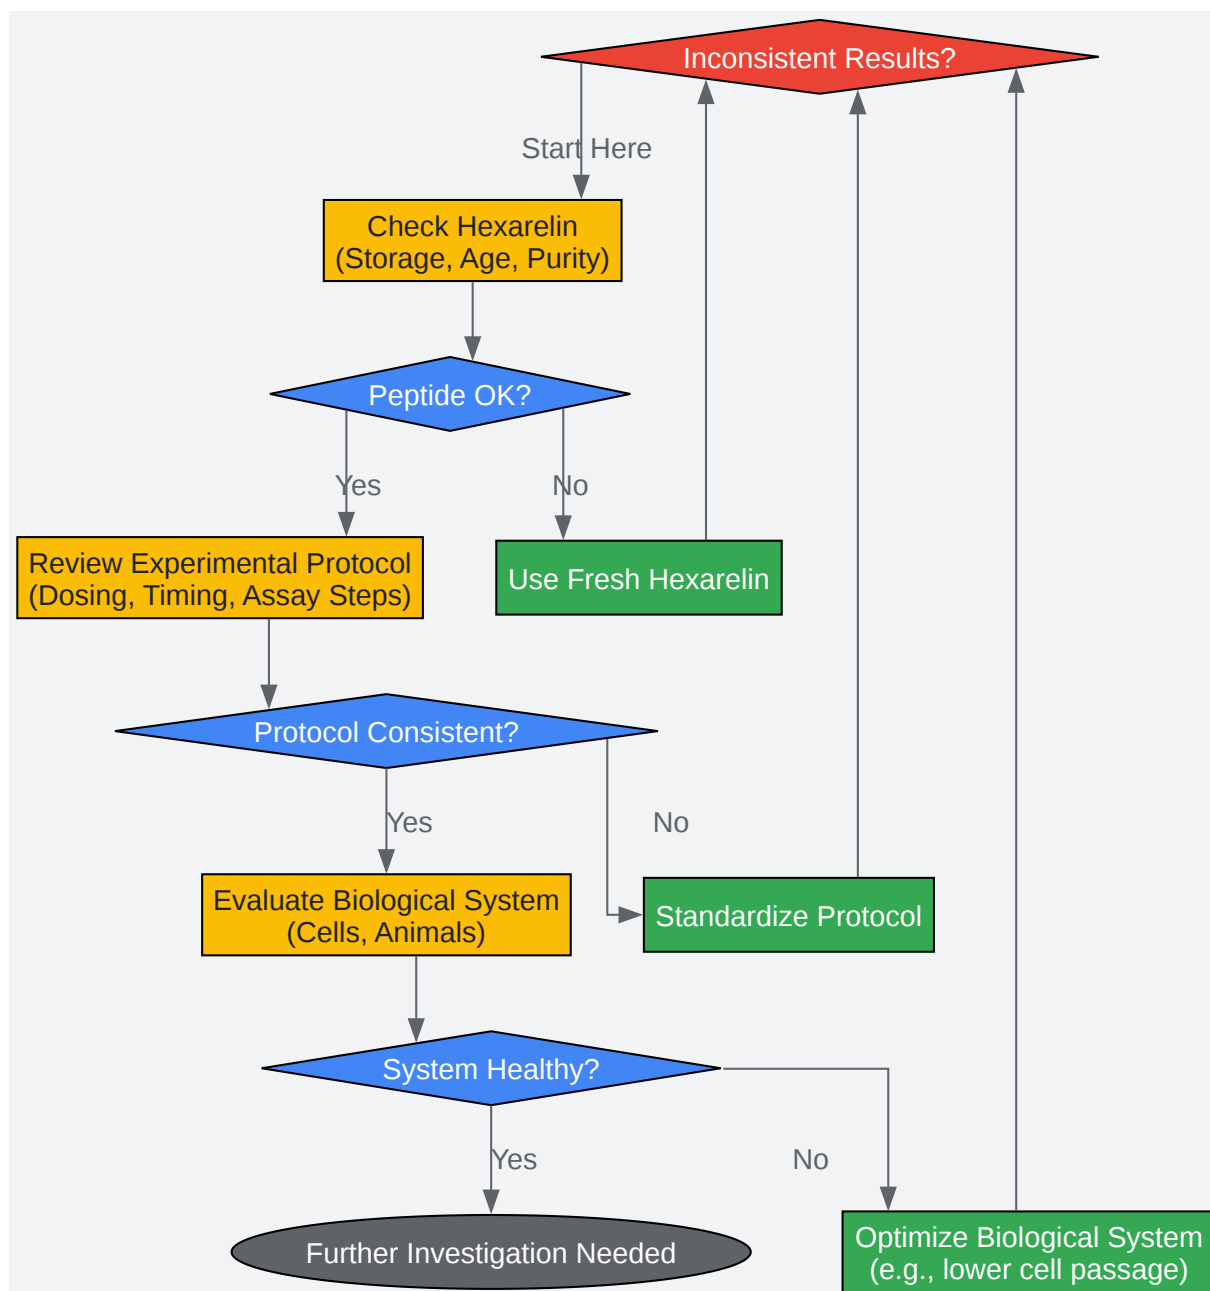 Inconsistent Results?
Start Here
Check Hexarelin
(Storage, Age, Purity)
Peptide OK?
Yes
No
Review Experimental Protocol
(Dosing, Timing, Assay Steps)
Use Fresh Hexarelin
Protocol Consistent?
Yes
No
Evaluate Biological System
(Cells, Animals)
Standardize Protocol
System Healthy?
Yes
No
Further Investigation Needed
Optimize Biological System
(e.g., lower cell passage)